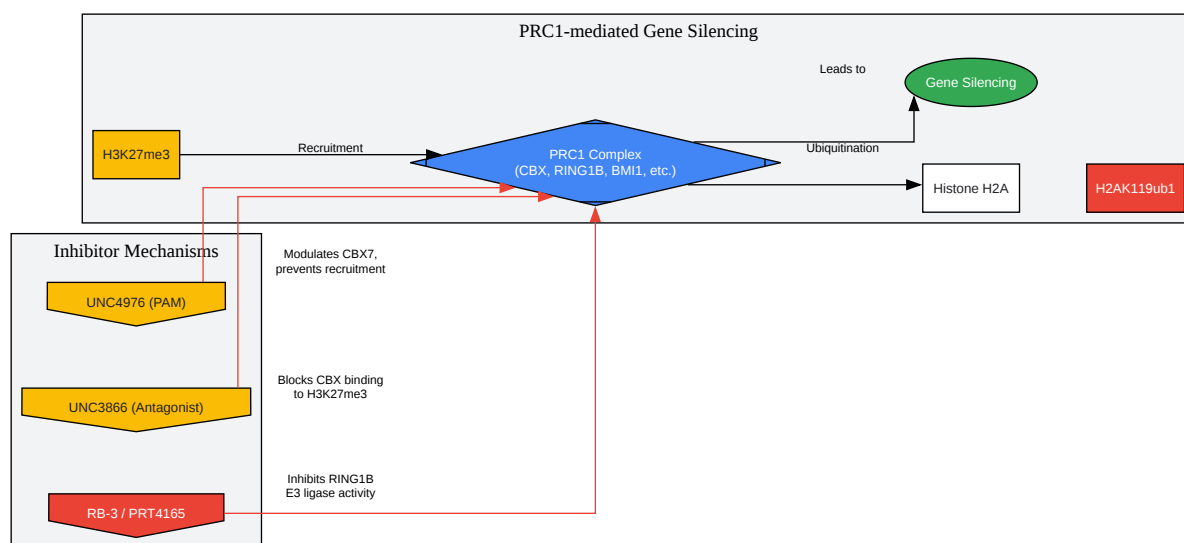 PRC1-mediated Gene Silencing
Leads to
Gene Silencing
H3K27me3
Recruitment
PRC1 Complex
(CBX, RING1B, BMI1, etc.)
Ubiquitination
Histone H2A
H2AK119ub1
Inhibitor Mechanisms
Modulates CBX7,
prevents recruitment
UNC4976 (PAM)
Blocks CBX binding
to H3K27me3
UNC3866 (Antagonist)
Inhibits RING1B
E3 ligase activity
RB-3 / PRT4165